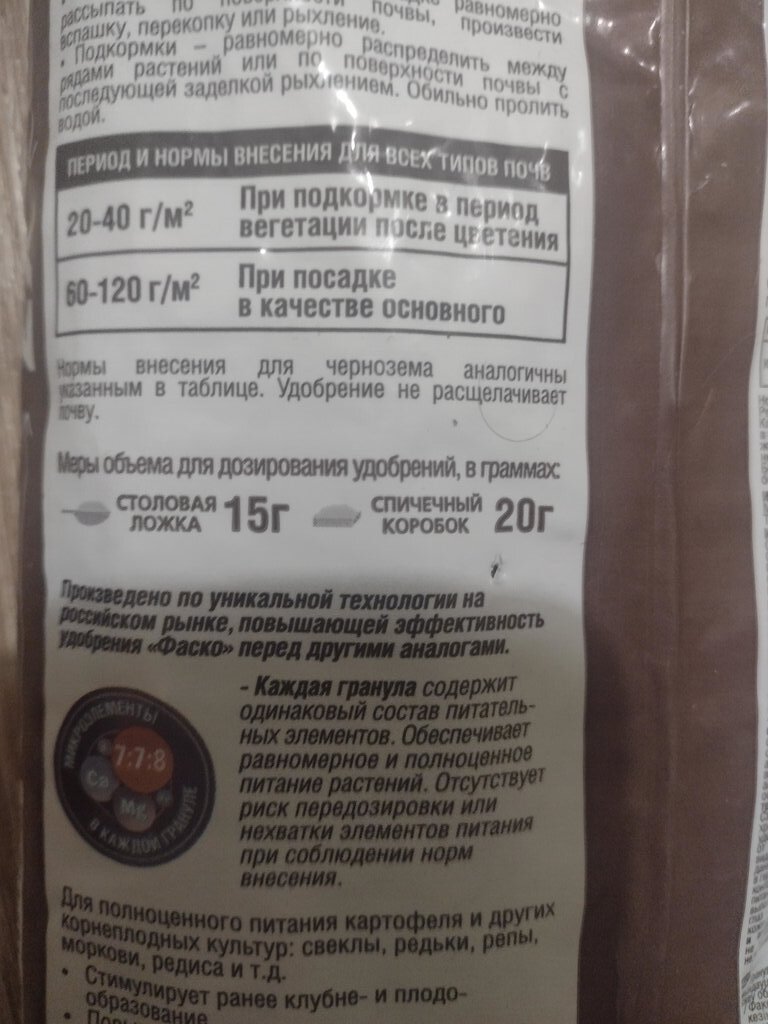 рассыпать по поверхности почвы, произвести
равномерно
вспашку, перекопку или рыхление.
• Подкормки – равномерно распределить между
рядами растений или по поверхности почвы с
последующей заделкой рыхлением. Обильно пролить
водой.
ПЕРИОД И НОРМЫ ВНЕСЕНИЯ ДЛЯ ВСЕХ ТИПОВ ПОЧВ
20-40 г/м² При подкормке в период
вегетации после цветения
60-120 г/м² При посадке
в качестве основного
Нормы внесения для чернозема аналогичны
указанным в таблице. Удобрение не расщелачивает
почву.
Меры объема для дозирования удобрений, в граммах:
СТОЛОВАЯ ЛОЖКА 15г СПИЧЕЧНЫЙ КОРОБОК 20г
Произведено по уникальной технологии на
российском рынке, повышающей эффективность
удобрения «Фаско» перед другими аналогами.
- Каждая гранула содержит
одинаковый состав питатель-
ных элементов. Обеспечивает
равномерное и полноценное
питание растений. Отсутствует
риск передозировки или
нехватки элементов питания
при соблюдении норм
внесения.
МИКРОЭЛЕМЕНТЫ
7:7:8
Ca
Mg
В КАЖДОЙ ГРАНУЛЕ
Для полноценного питания картофеля и других
корнеплодных культур: свеклы, редьки, репы,
моркови, редиса и т.д.
• Стимулирует ранее клубне- и плодо-
образование